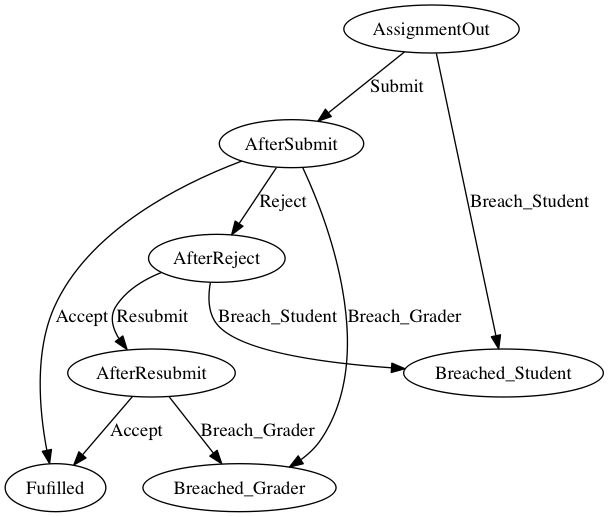 AssignmentOut
Submit
AfterSubmit
Breach_Student
Reject
AfterReject
Accept
Resubmit
Breach_Student
Breach_Grader
AfterResubmit
Breached_Student
Accept
Breach_Grader
Fufilled
Breached_Grader